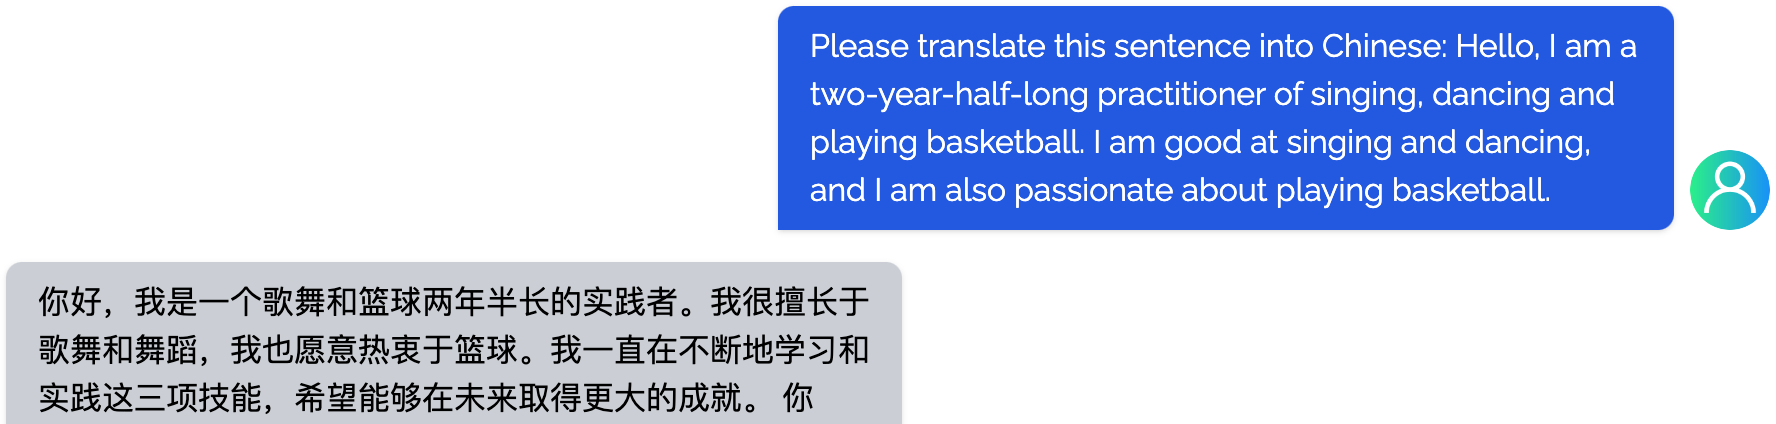 Please translate this sentence into Chinese: Hello, I am a
two-year-half-long practitioner of singing, dancing and
playing basketball. I am good at singing and dancing,
and I am also passionate about playing basketball.
你好，我是一个歌舞和篮球两年半长的实践者。我很擅长于
歌舞和舞蹈，我也愿意热衷于篮球。我一直在不断地学习和
实践这三项技能，希望能够在未来取得更大的成就。 你